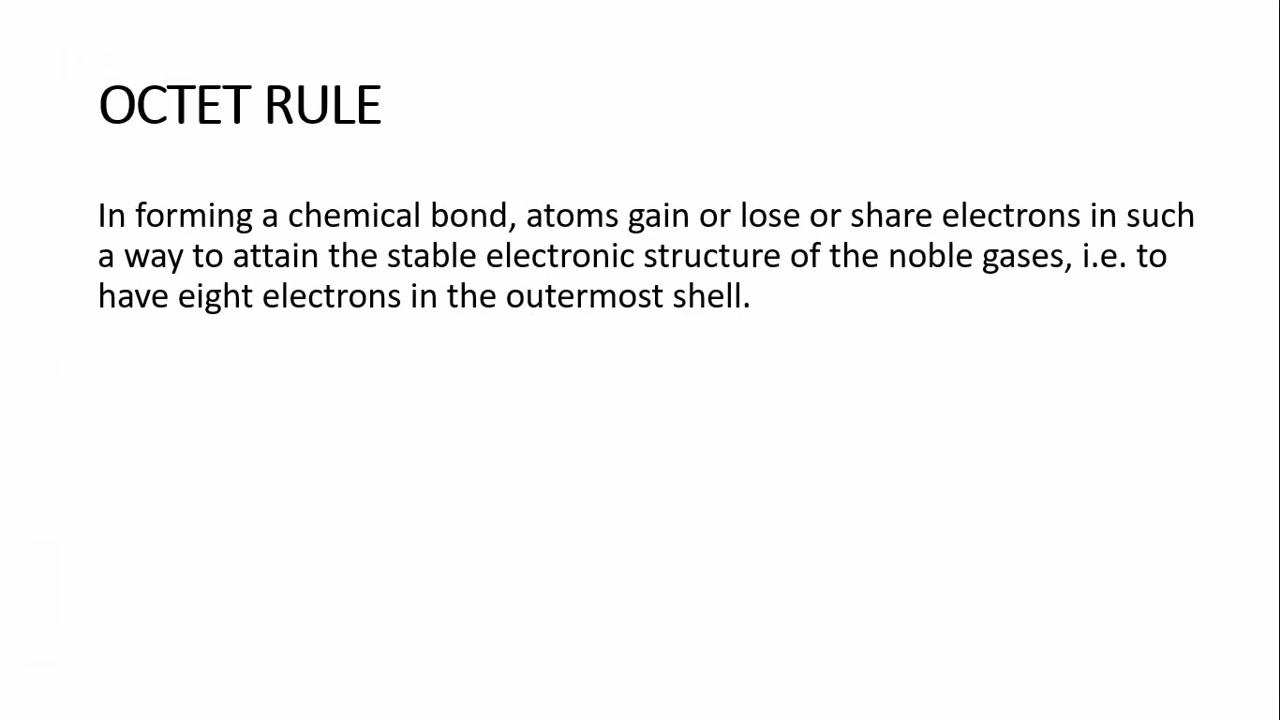 OCTET RULE
In forming a chemical bond, atoms gain or lose or share electrons in such
a way to attain the stable electronic structure of the noble gases, i.e. to
have eight electrons in the outermost shell.